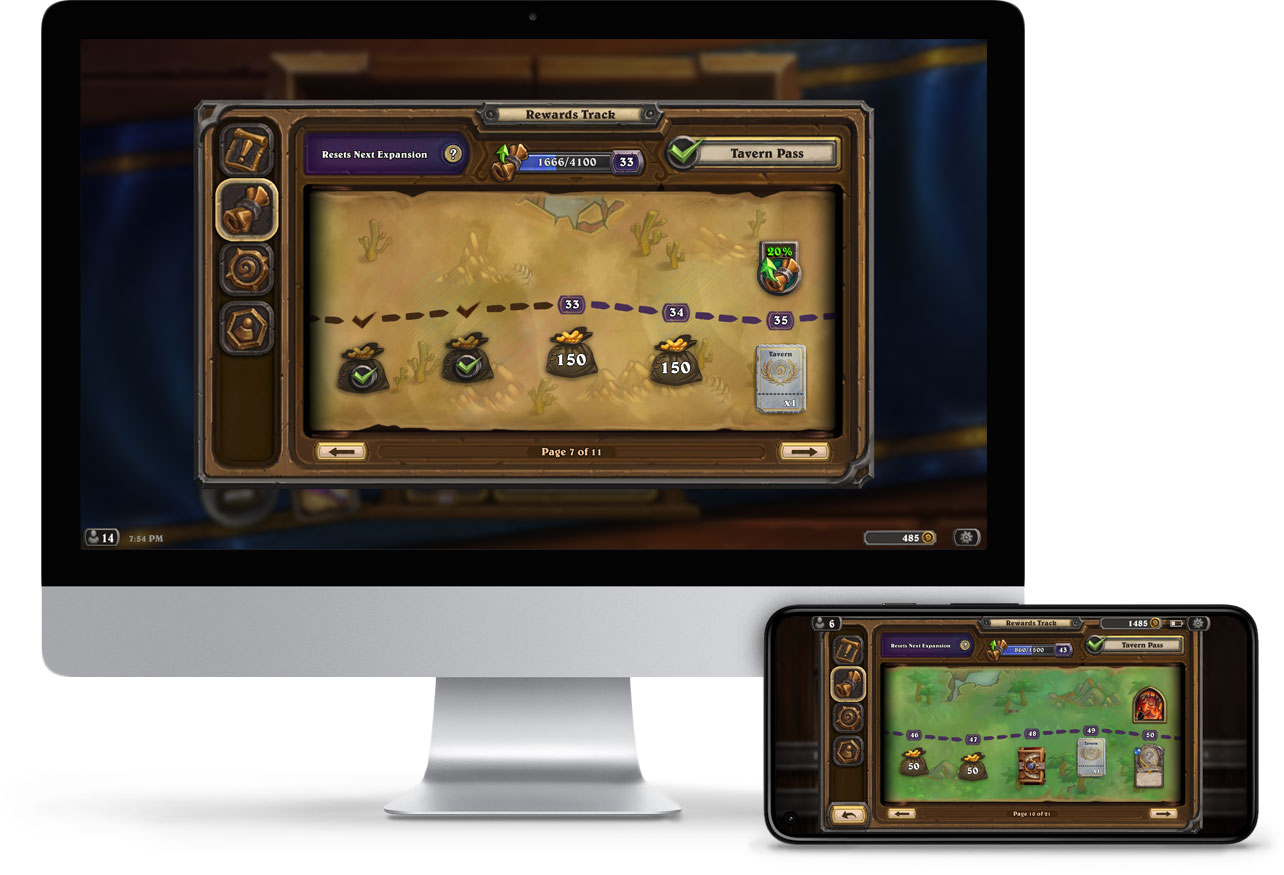 Rewards Track
Resets Next Expansion
?
1666/4100
33
Tavern Pass
20%
33
34
35
150
150
Tavern
x1
Page 7 of 11
14
7:54 PM
485
6
Rewards Track
1485
Resets Next Expansion
?
860/1500
43
Tavern Pass
46
47
48
49
50
50
50
Tavern
x1
Page 10 of 21